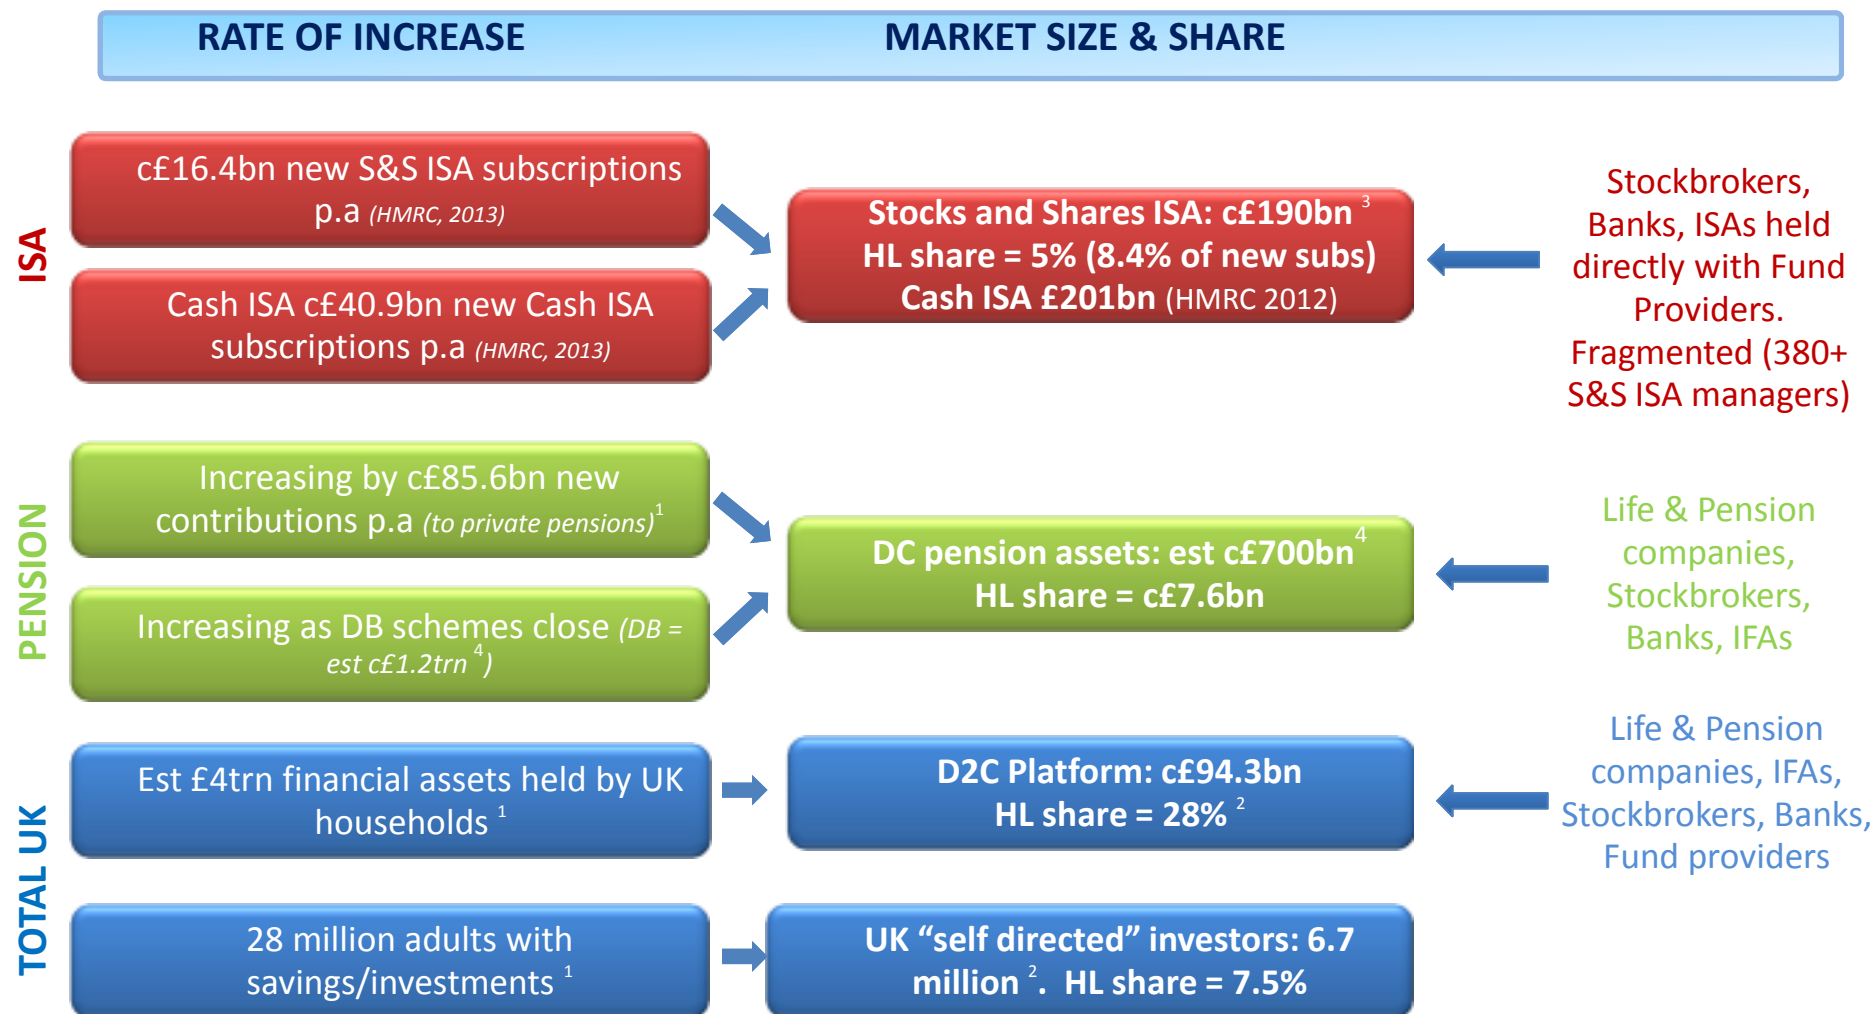 RATE OF INCREASE
MARKET SIZE & SHARE
ISA
c£16.4bn new S&S ISA subscriptions
p.a (HMRC, 2013)
Cash ISA c£40.9bn new Cash ISA
subscriptions p.a (HMRC, 2013)
Stocks and Shares ISA: c£190bn 3
HL share = 5% (8.4% of new subs)
Cash ISA £201bn (HMRC 2012)
Stockbrokers,
Banks, ISAs held
directly with Fund
Providers.
Fragmented (380+
S&S ISA managers)
PENSION
Increasing by c£85.6bn new
contributions p.a (to private pensions)1
Increasing as DB schemes close (DB =
est c£1.2trn 4)
DC pension assets: est c£700bn4
HL share = c£7.6bn
Life & Pension
companies,
Stockbrokers,
Banks, IFAs
TOTAL UK
Est £4trn financial assets held by UK
households 1
D2C Platform: c£94.3bn
HL share = 28% 2
Life & Pension
companies, IFAs,
Stockbrokers, Banks,
Fund providers
28 million adults with
savings/investments 1
UK “self directed” investors: 6.7
million 2. HL share = 7.5%